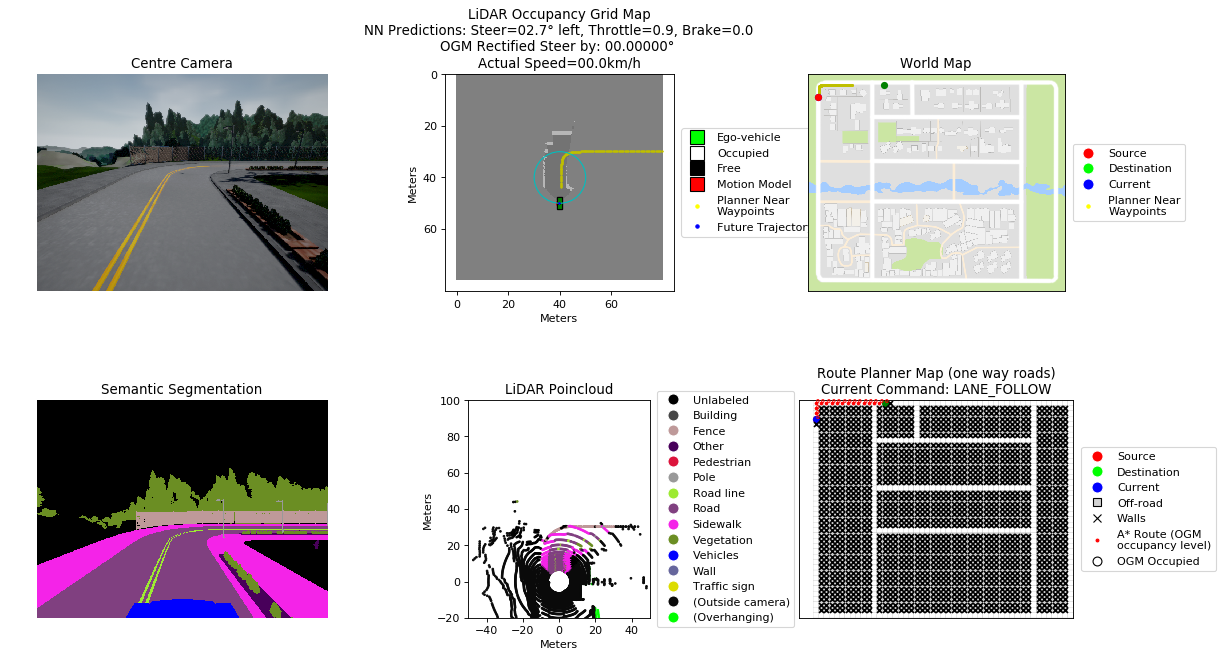 LiDAR Occupancy Grid Map
NN Predictions: Steer=02.7° left, Throttle=0.9, Brake=0.0
OGM Rectified Steer by: 00.00000°
Actual Speed=00.0km/h
Centre Camera
World Map
0
20
40
60
Meters
0
20
40
60
Meters
Ego-vehicle
Occupied
Free
Motion Model
Planner Near
Waypoints
Future Trajector
Source
Destination
Current
Planner Near
Waypoints
Semantic Segmentation
LiDAR Poincloud
100
80
60
40
20
0
−20
Meters
−40
−20
0
20
40
Meters
Unlabeled
Building
Fence
Other
Pedestrian
Pole
Road line
Road
Sidewalk
Vegetation
Vehicles
Wall
Traffic sign
(Outside camera)
(Overhanging)
Route Planner Map (one way roads)
Current Command: LANE_FOLLOW
Source
Destination
Current
Off-road
Walls
A* Route (OGM
occupancy level)
OGM Occupied